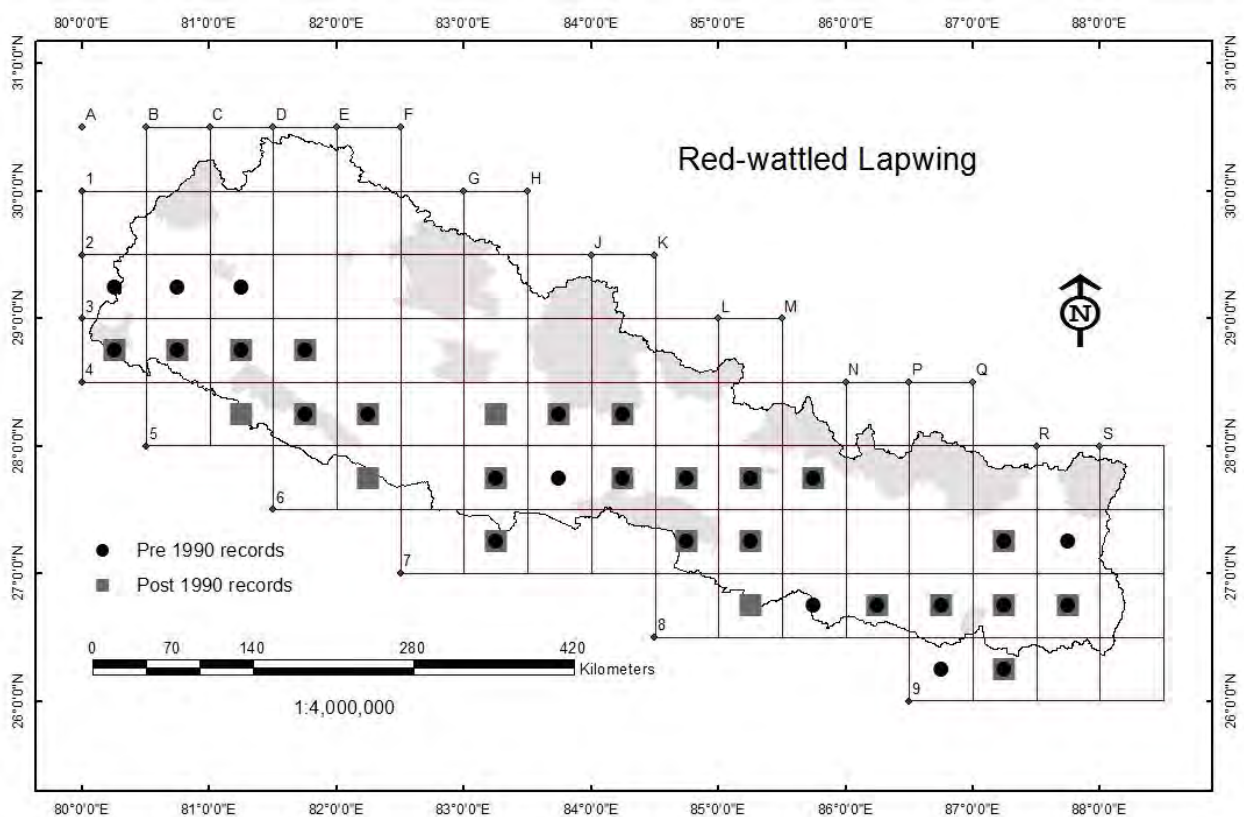 80°0'0"E 81°0'0"E 82°0'0"E 83°0'0"E 84°0'0"E 85°0'0"E 86°0'0"E 87°0'0"E 88°0'0"E
31°0'0"N 31°0'0"N
A B C D E F
Red-wattled Lapwing
30°0'0"N 1 G H 30°0'0"N
2 J K
29°0'0"N 3 L M 29°0'0"N
N
4 N P Q
28°0'0"N 5 R S 28°0'0"N
6
Pre 1990 records
27°0'0"N 7 27°0'0"N
Post 1990 records
8
0 70 140 280 420
Kilometers
9
26°0'0"N 26°0'0"N
1:4,000,000
80°0'0"E 81°0'0"E 82°0'0"E 83°0'0"E 84°0'0"E 85°0'0"E 86°0'0"E 87°0'0"E 88°0'0"E